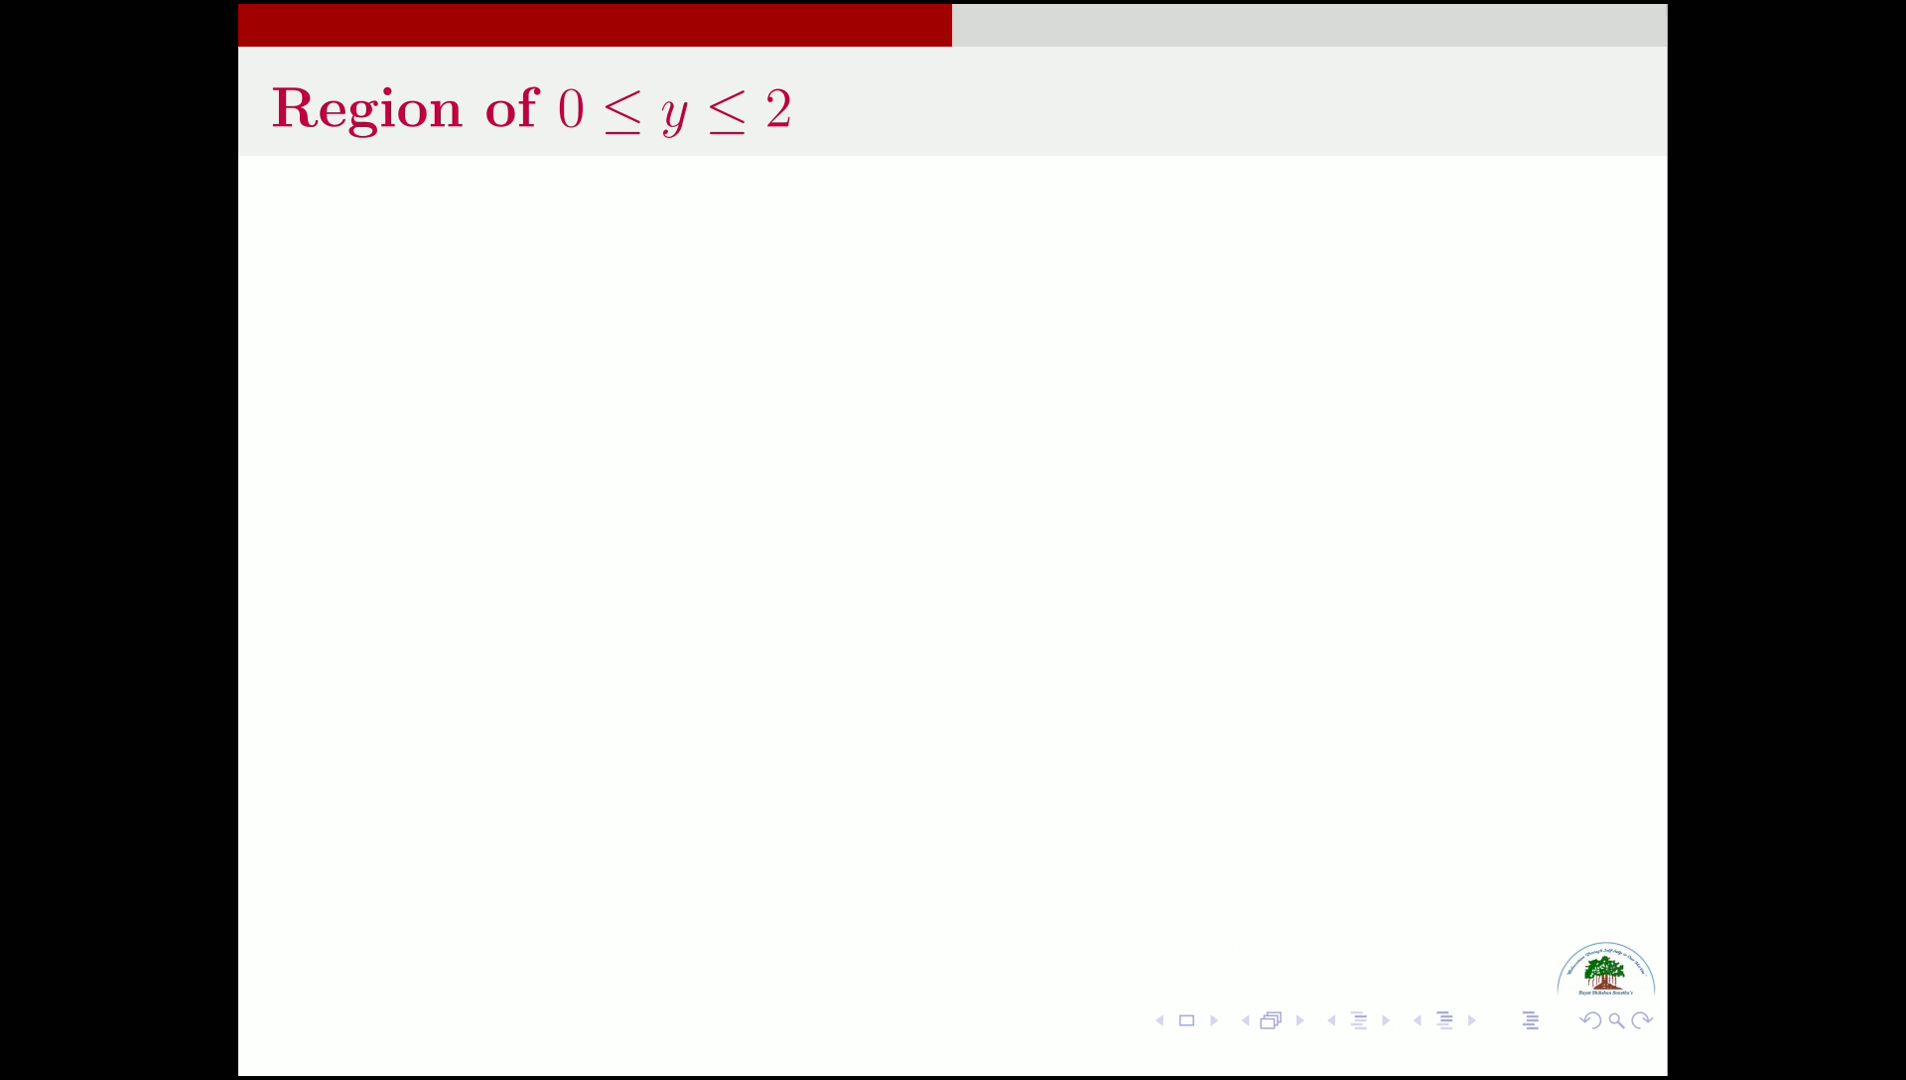 Region of 0 ≤ y ≤ 2